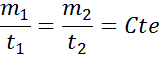 m₁/t₁ = m₂/t₂ = Cte